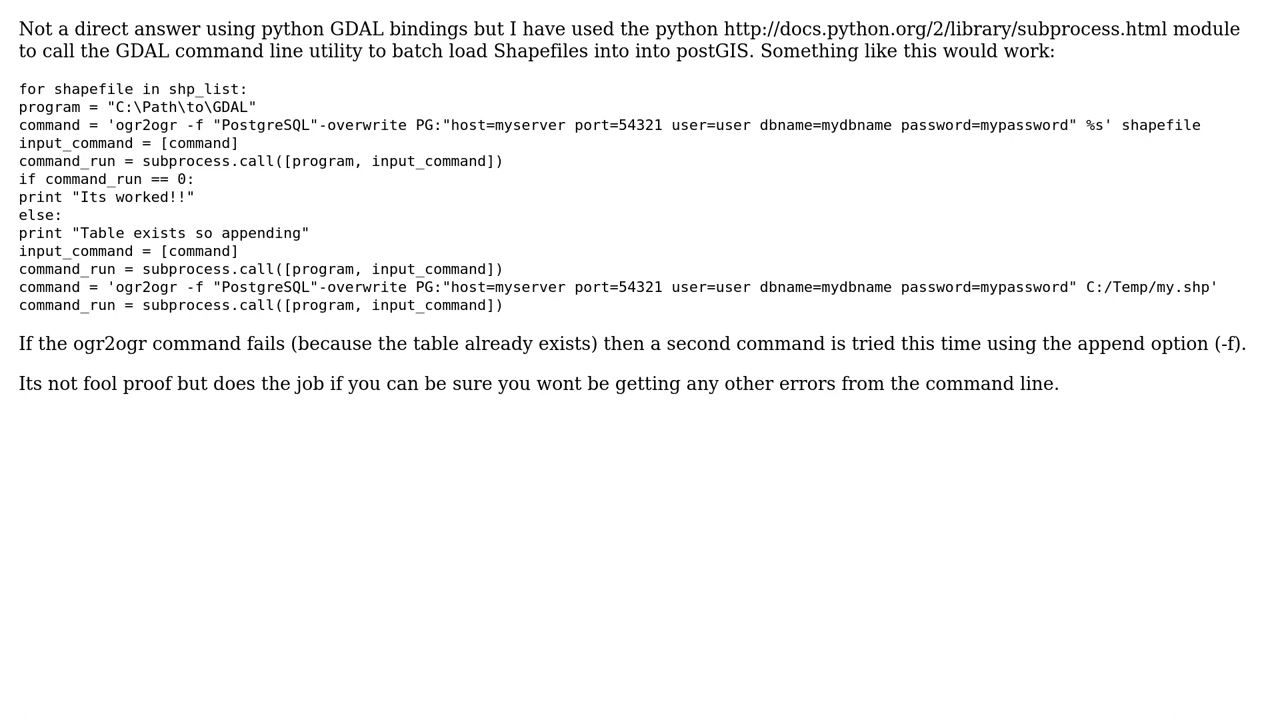 Not a direct answer using python GDAL bindings but I have used the python http://docs.python.org/2/library/subprocess.html module
to call the GDAL command line utility to batch load Shapefiles into into postGIS. Something like this would work:
for shapefile in shp_list:
program = "C:\Path\to\GDAL"
command = 'ogr2ogr -f "PostgreSQL"-overwrite PG:"host=myserver port=54321 user=user dbname=mydbname password=mypassword" %s' shapefile
input_command = [command]
command_run = subprocess.call([program, input_command])
if command_run == 0:
print "Its worked!!"
else:
print "Table exists so appending"
input_command = [command]
command_run = subprocess.call([program, input_command])
command = 'ogr2ogr -f "PostgreSQL"-overwrite PG:"host=myserver port=54321 user=user dbname=mydbname password=mypassword" C:/Temp/my.shp'
command_run = subprocess.call([program, input_command])
If the ogr2ogr command fails (because the table already exists) then a second command is tried this time using the append option (-f).
Its not fool proof but does the job if you can be sure you wont be getting any other errors from the command line.